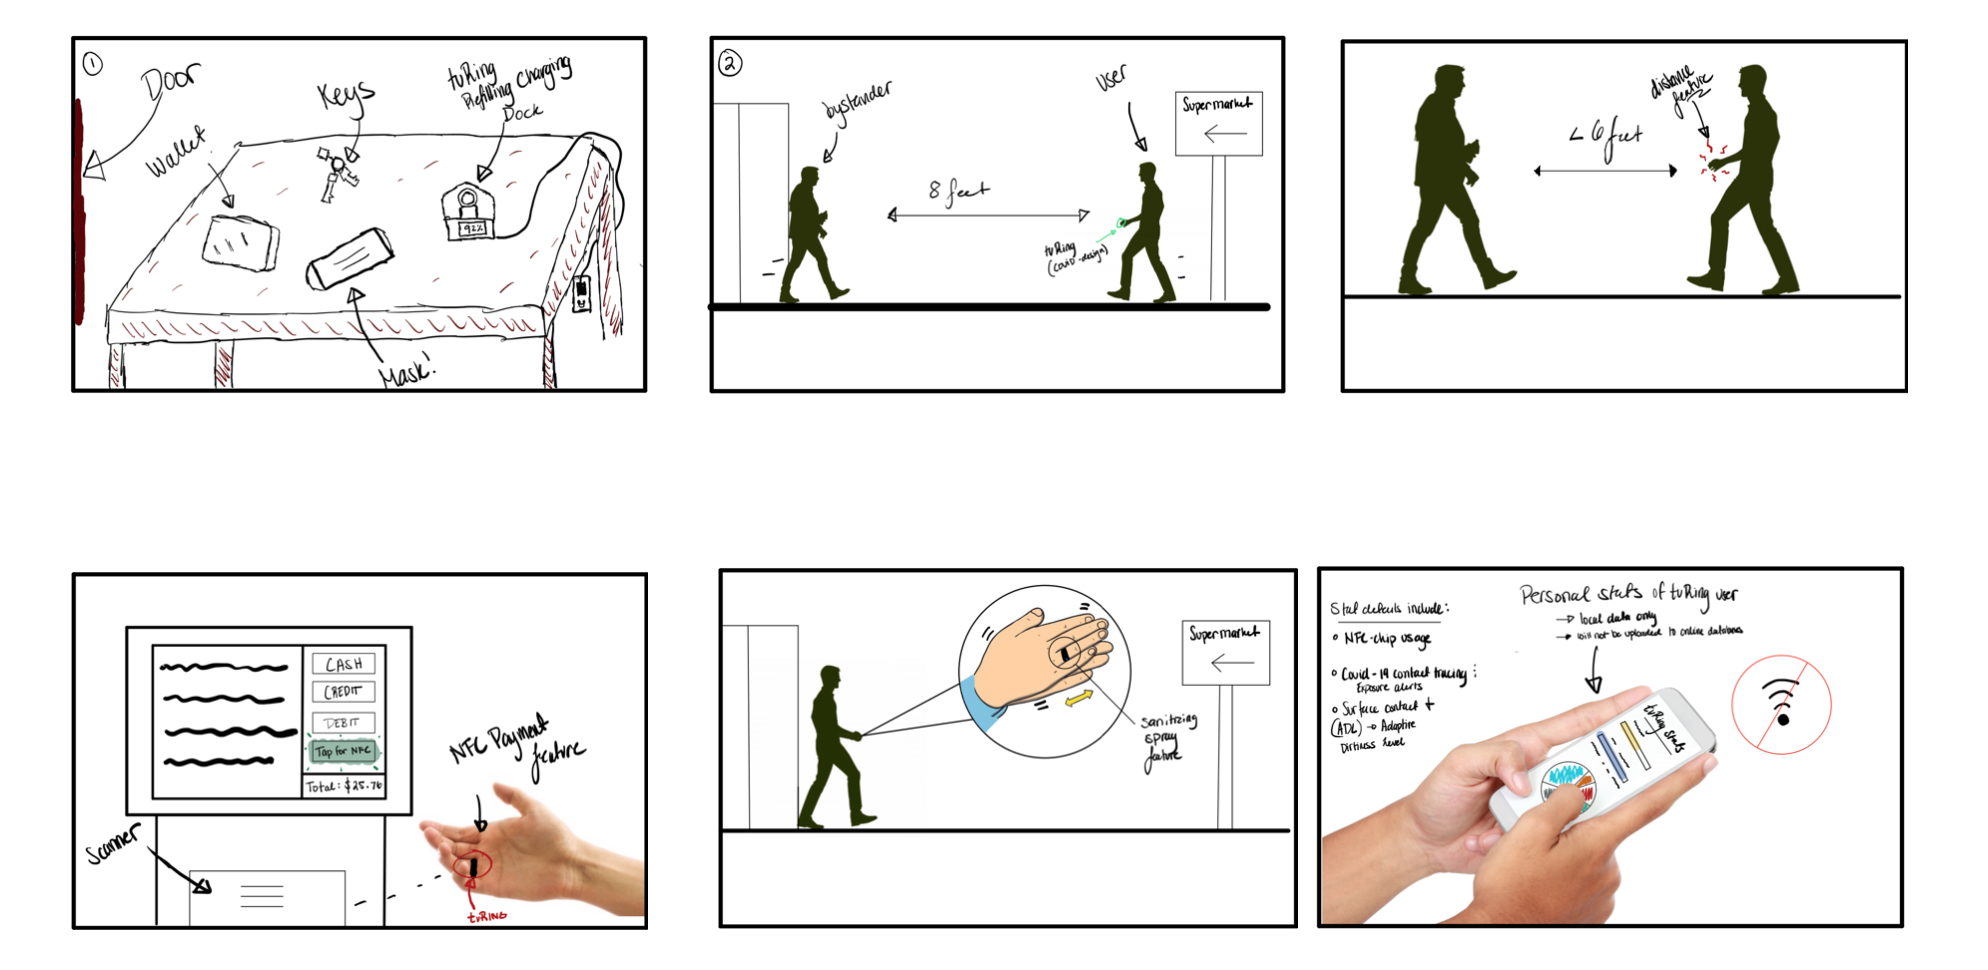 1
Door
Wallet
Keys
tuRing
Refilling Charging
Dock
92%
Mask!
2
bystander
8 feet
User
Supermarket
tuRing
(covid-design)
< 6 feet
distance
feature
CASH
CREDIT
DEBIT
Tap for NFC
Total: $25.76
Scanner
NFC Payment
feature
tuRING
Supermarket
sanitizing
spray
feature
Personal stats of tuRing user
→ local data only
→ will not be uploaded to online databases
Stat defaults include:
NFC-chip usage
Covid-19 contact tracing:
Exposure alerts
Surface contact +
(ADL) → Adaptive
Dirtiness level
tuRing Stats